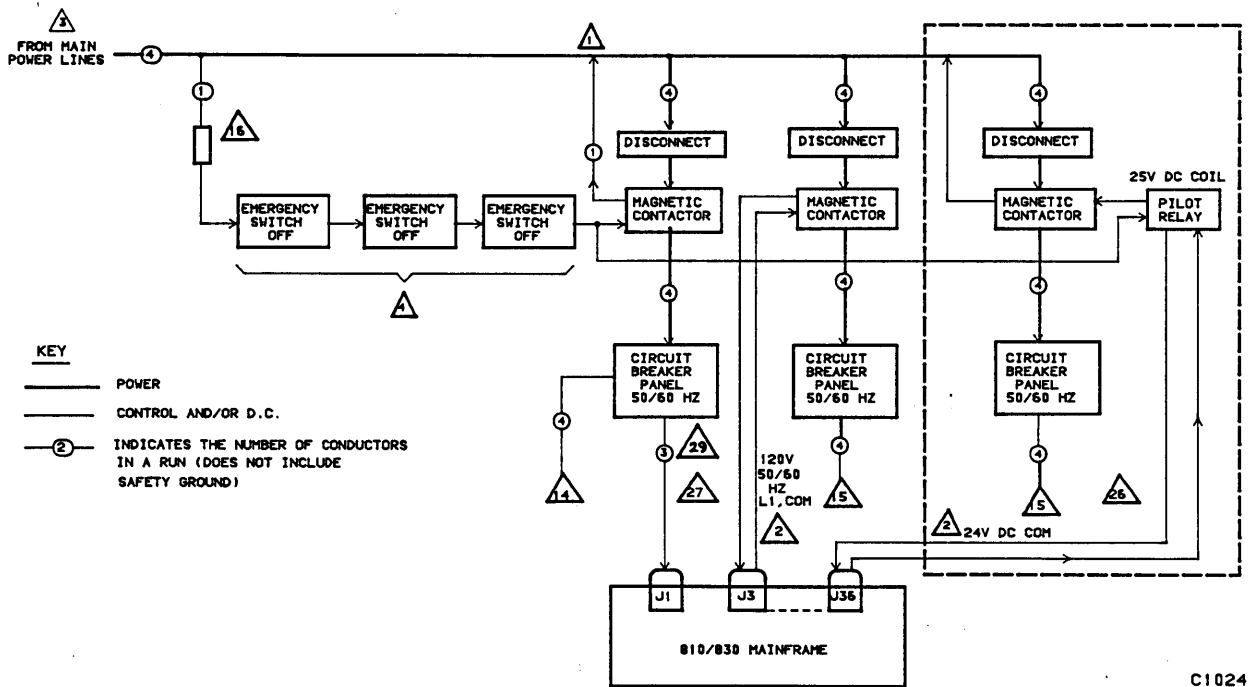 3
FROM MAIN
POWER LINES
4
1
1
16
4
4
4
DISCONNECT
DISCONNECT
DISCONNECT
1
25V DC COIL
EMERGENCY
SWITCH
OFF
EMERGENCY
SWITCH
OFF
EMERGENCY
SWITCH
OFF
MAGNETIC
CONTACTOR
MAGNETIC
CONTACTOR
MAGNETIC
CONTACTOR
PILOT
RELAY
4
4
4
4
KEY
POWER
CONTROL AND/OR D.C.
2
INDICATES THE NUMBER OF CONDUCTORS
IN A RUN (DOES NOT INCLUDE
SAFETY GROUND)
CIRCUIT
BREAKER
PANEL
50/60 HZ
CIRCUIT
BREAKER
PANEL
50/60 HZ
CIRCUIT
BREAKER
PANEL
50/60 HZ
4
3
29
4
4
14
27
120V
50/60
HZ
L1,COM
2
15
15
26
2
24V DC COM
J1
J3
J36
810/830 MAINFRAME
C1024